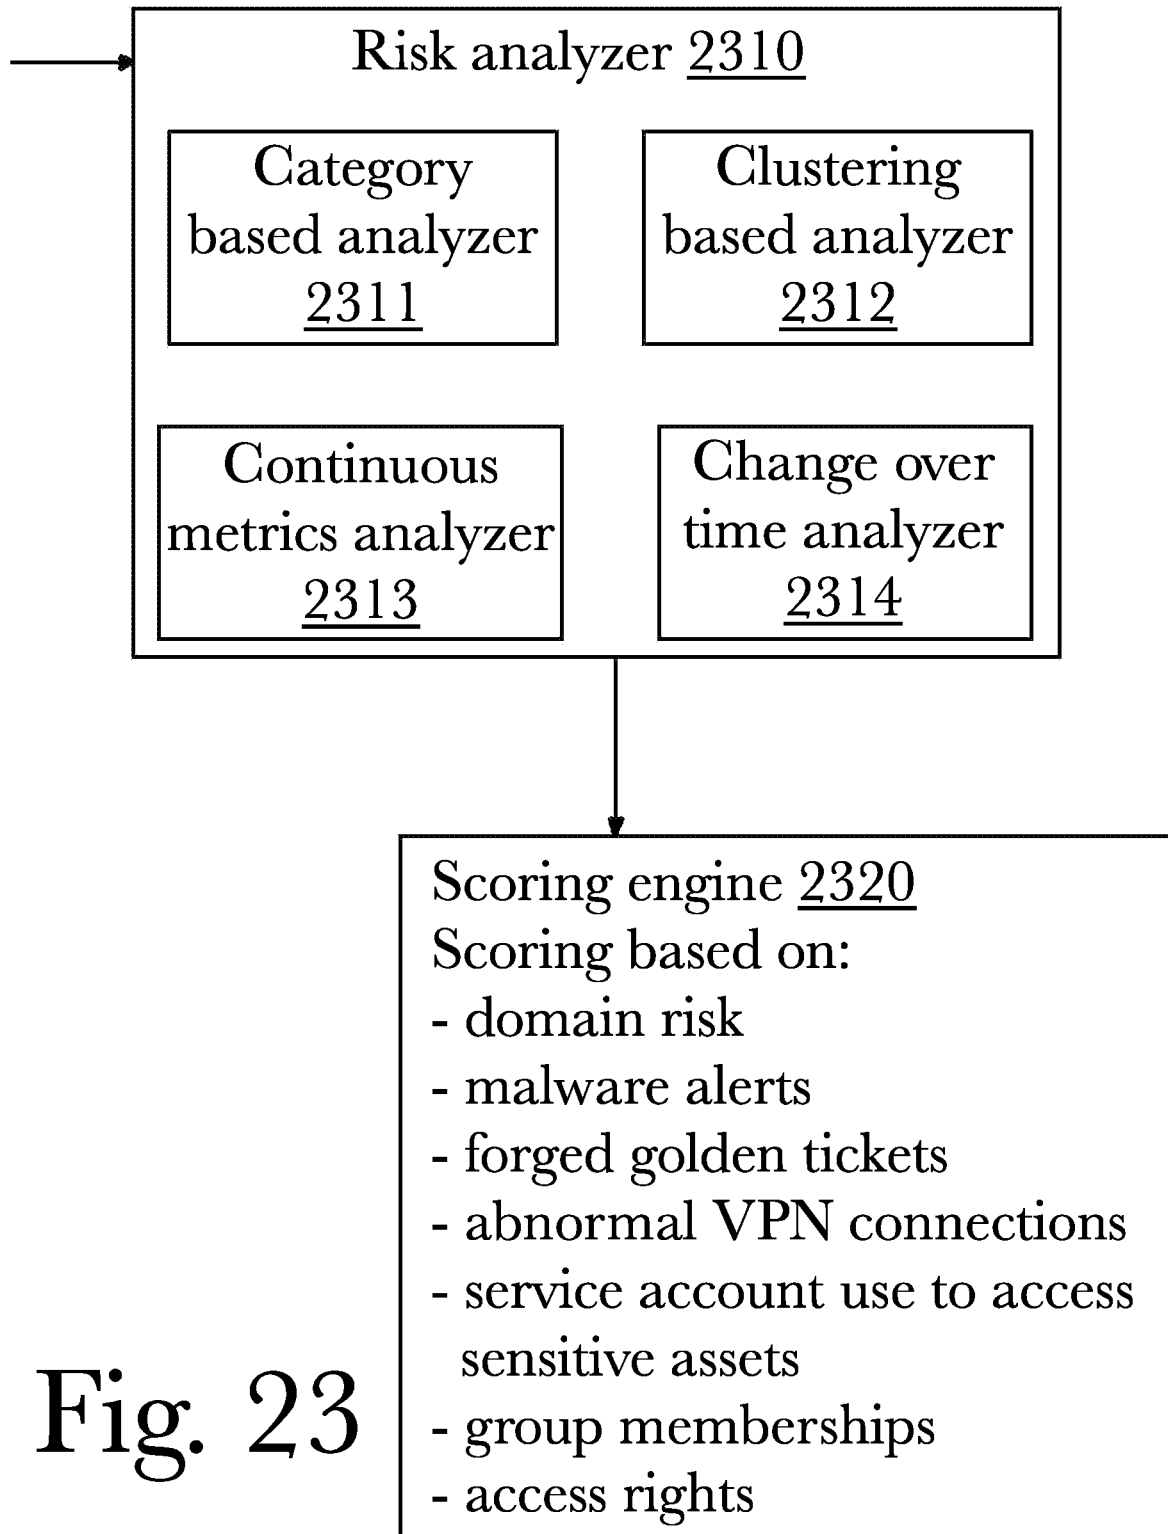 Risk analyzer 2310
Category
based analyzer
2311
Clustering
based analyzer
2312
Continuous
metrics analyzer
2313
Change over
time analyzer
2314
Scoring engine 2320
Scoring based on:
- domain risk
- malware alerts
- forged golden tickets
- abnormal VPN connections
- service account use to access
sensitive assets
- group memberships
- access rights
Fig. 23